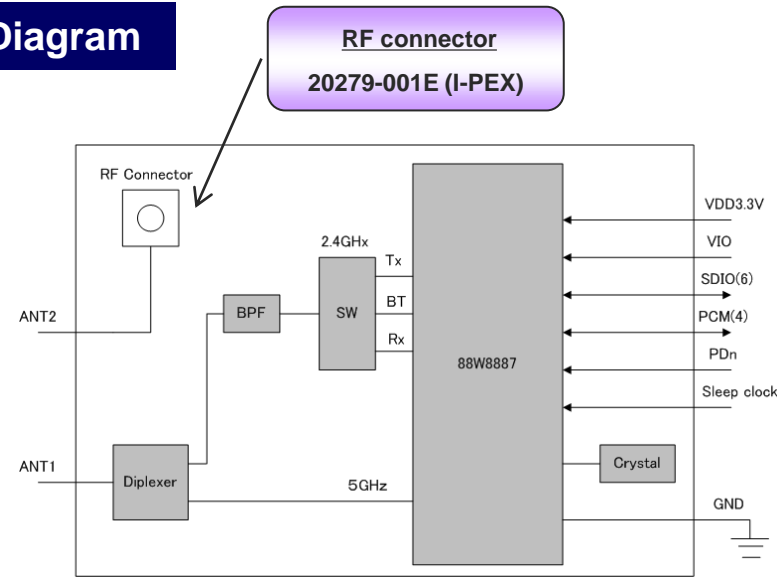 Diagram
RF connector
20279-001E (I-PEX)
RF Connector
VDD3.3V
2.4GHx
VIO
Tx
SDIO(6)
BPF
SW
BT
ANT2
PCM(4)
Rx
PDn
88W8887
Sleep clock
ANT1
Diplexer
Crystal
5GHz
GND